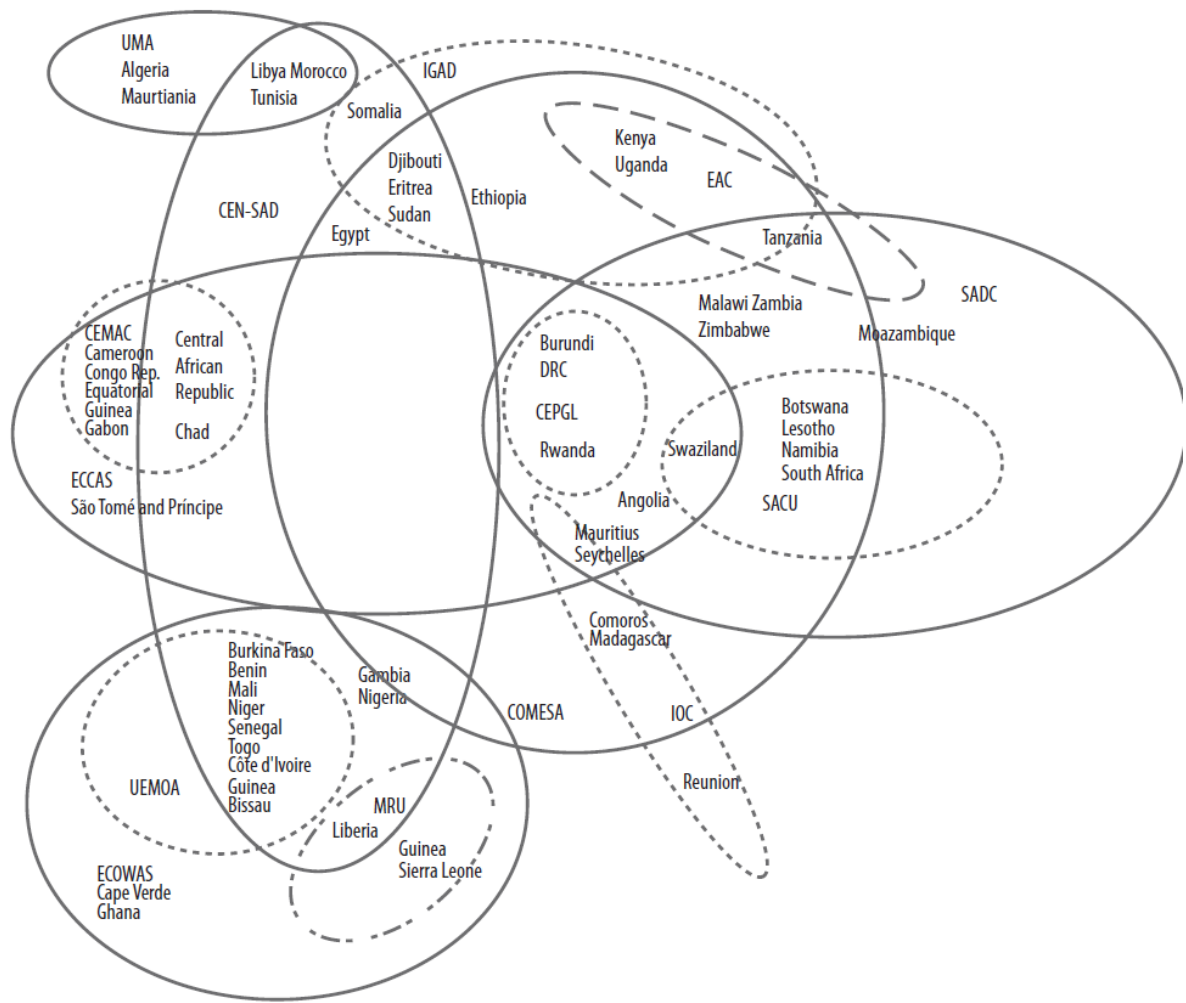 UMA
Algeria
Maurtiania
Libya Morocco
Tunisia
IGAD
Somalia
Kenya
Uganda
EAC
Djibouti
Eritrea
Sudan
Ethiopia
CEN-SAD
Egypt
Tanzania
SADC
Malawi Zambia
Zimbabwe
Moazambique
CEMAC
Cameroon
Congo Rep.
Equatorial
Guinea
Gabon
Central
African
Republic
Chad
Burundi
DRC
CEPGL
Rwanda
Swaziland
Botswana
Lesotho
Namibia
South Africa
SACU
ECCAS
São Tomé and Príncipe
Angolia
Mauritius
Seychelles
Comoros
Madagascar
Burkina Faso
Benin
Mali
Niger
Senegal
Togo
Côte d'Ivoire
Guinea
Bissau
Gambia
Nigeria
COMESA
IOC
Reunion
UEMOA
MRU
Liberia
Guinea
Sierra Leone
ECOWAS
Cape Verde
Ghana